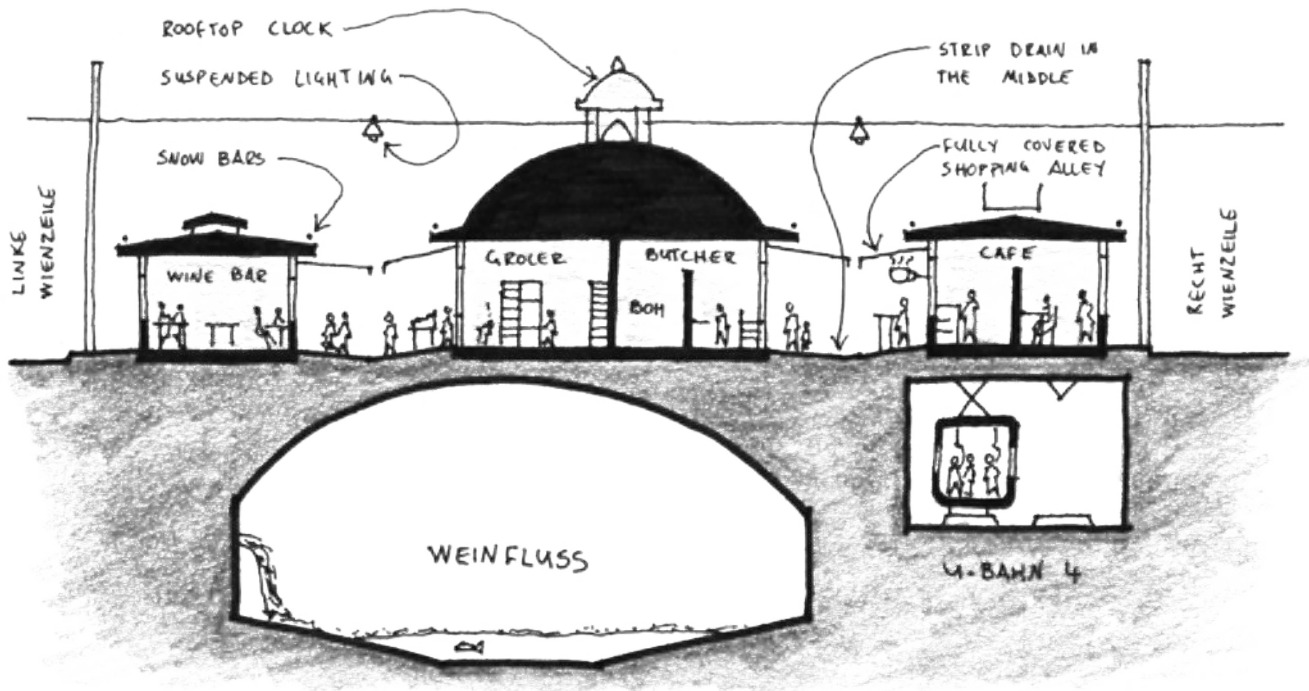 ROOFTOP CLOCK
SUSPENDED LIGHTING
SNOW BARS
STRIP DRAIN IN
THE MIDDLE
FULLY COVERED
SHOPPING ALLEY
LINKE
WIENZEILE
WINE BAR
GROCER
BUTCHER
BOH
CAFE
RECHT
WIENZEILE
WEINFLUSS
U-BAHN 4